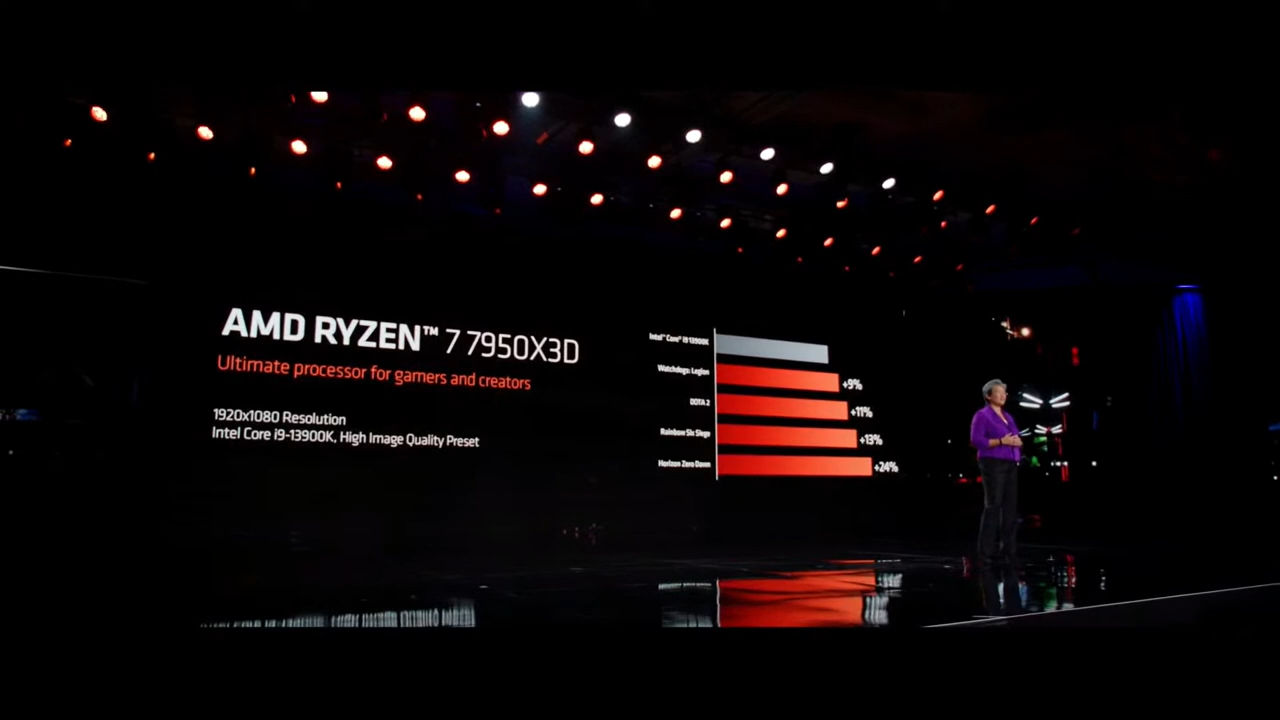 AMD RYZEN™ 7 7950X3D
Ultimate processor for gamers and creators
1920x1080 Resolution
Intel Core i9-13900K, High Image Quality Preset
Intel® Core® i9 13900K
Watchdogs: Legion +9%
DOTA 2 +11%
Rainbow Six Siege +13%
Horizon Zero Dawn +24%